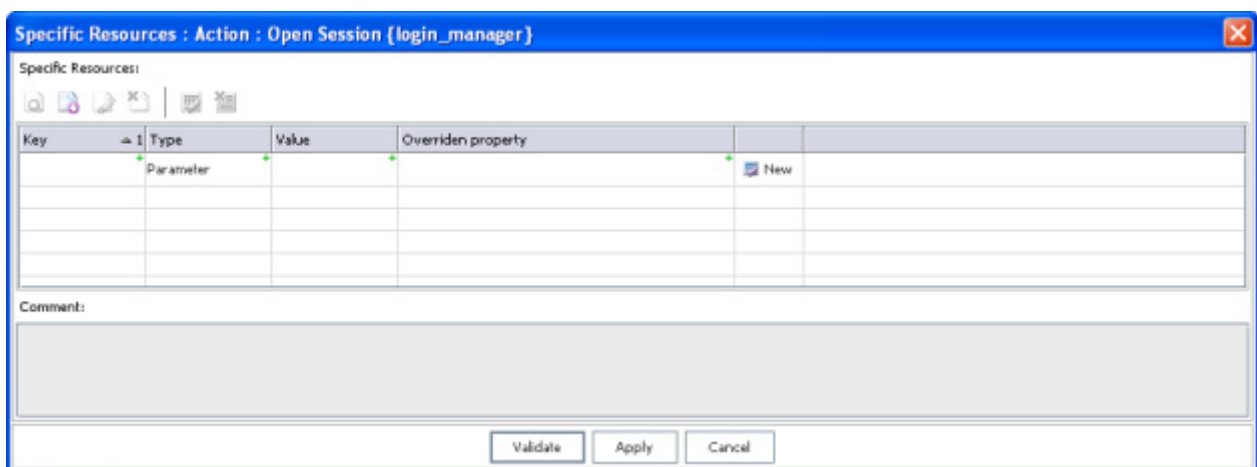 Specific Resources : Action : Open Session {login_manager}
Specific Resources:
Key 1 Type Value Overriden property
Parameter New
Comment:
Validate Apply Cancel